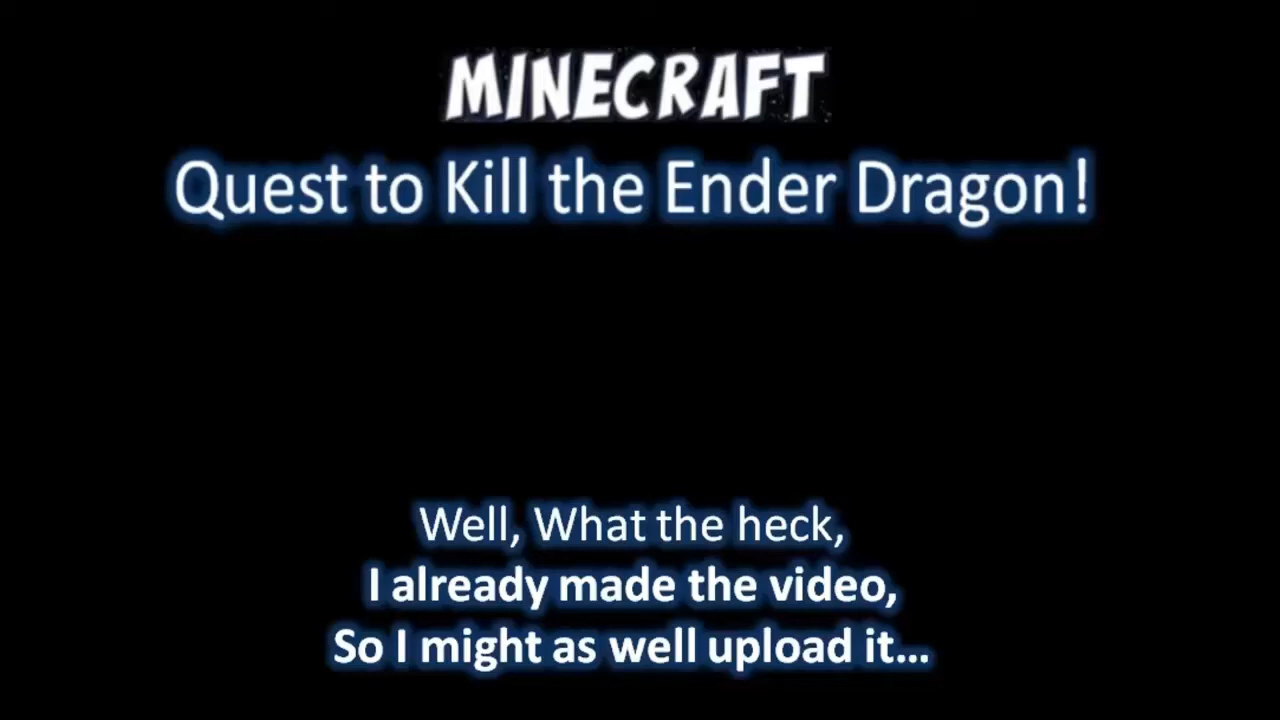 MINECRAFT
Quest to Kill the Ender Dragon!
Well, What the heck,
I already made the video,
So I might as well upload it...